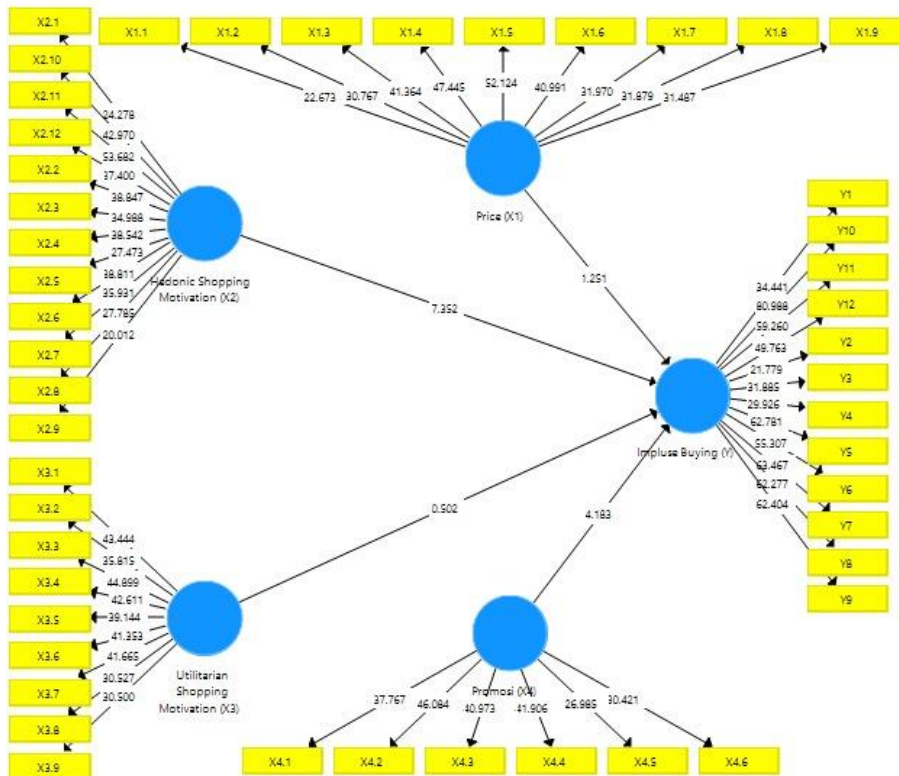 X2.1
X1.1
X1.2
X1.3
X1.4
X1.5
X1.6
X1.7
X1.8
X1.9
X2.10
X2.11
X2.12
X2.2
X2.3
X2.4
X2.5
X2.6
X2.7
X2.8
X2.9
22.673
30.767
41.364
47.445
52.124
40.991
31.970
31.879
31.487
24.278
42.970
53.682
37.400
38.847
34.988
38.542
27.473
38.811
35.931
27.785
20.012
Price (X1)
Hedonic Shopping
Motivation (X2)
1.251
7.352
Y1
Y10
Y11
Y12
Y2
Y3
Y4
Y5
Y6
Y7
Y8
Y9
34.441
80.988
59.260
49.763
21.779
31.885
29.926
62.781
55.307
63.467
62.277
62.404
Impluse Buying (Y)
X3.1
X3.2
X3.3
X3.4
X3.5
X3.6
X3.7
X3.8
X3.9
43.444
35.815
44.899
42.611
39.144
41.353
41.665
30.527
30.500
0.502
4.183
Utilitarian
Shopping
Motivation (X3)
Promosi (X4)
37.767
46.084
40.973
41.906
26.985
30.421
X4.1
X4.2
X4.3
X4.4
X4.5
X4.6